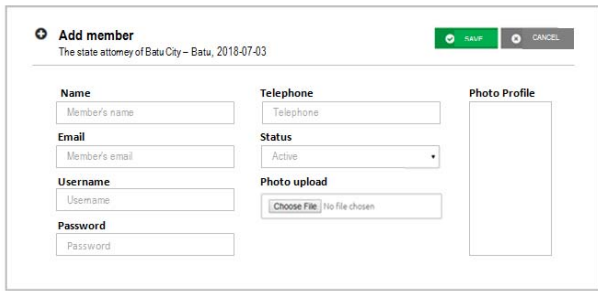 Add member
The state attorney of Batu City – Batu, 2018-07-03
SAVE
CANCEL
Name
Member's name
Email
Member's email
Username
Username
Password
Password
Telephone
Telephone
Status
Active
Photo upload
Choose File No file chosen
Photo Profile